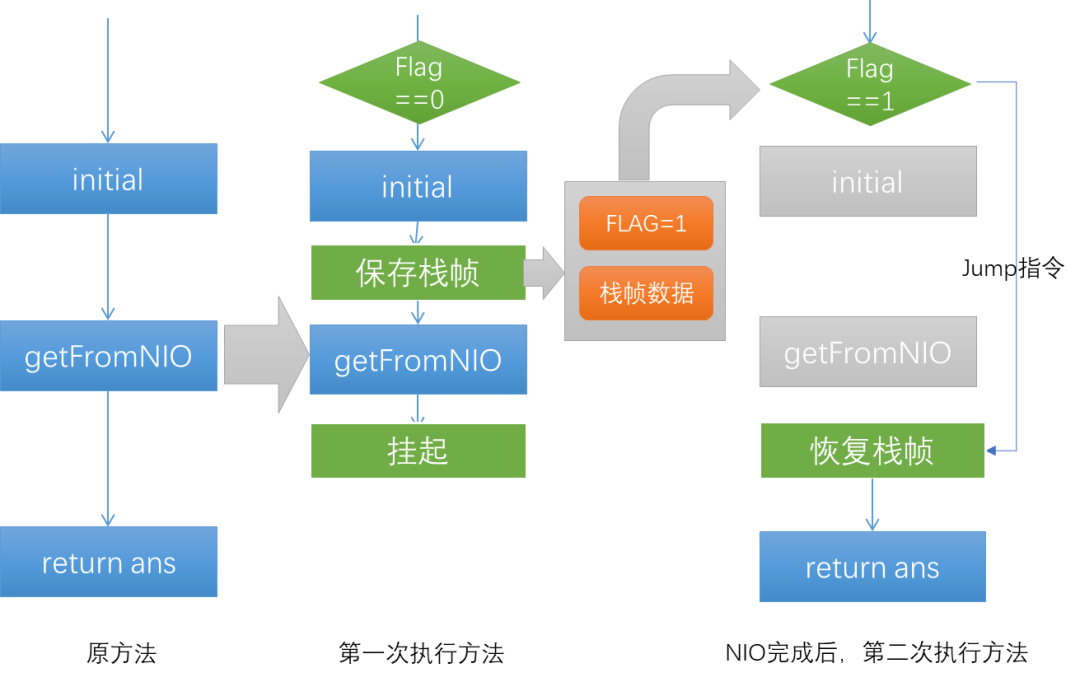 initial
getFromNIO
return ans
原方法
Flag
==0
initial
保存栈帧
getFromNIO
挂起
第一次执行方法
FLAG=1
栈帧数据
Flag
==1
initial
Jump指令
getFromNIO
恢复栈帧
return ans
NIO完成后，第二次执行方法